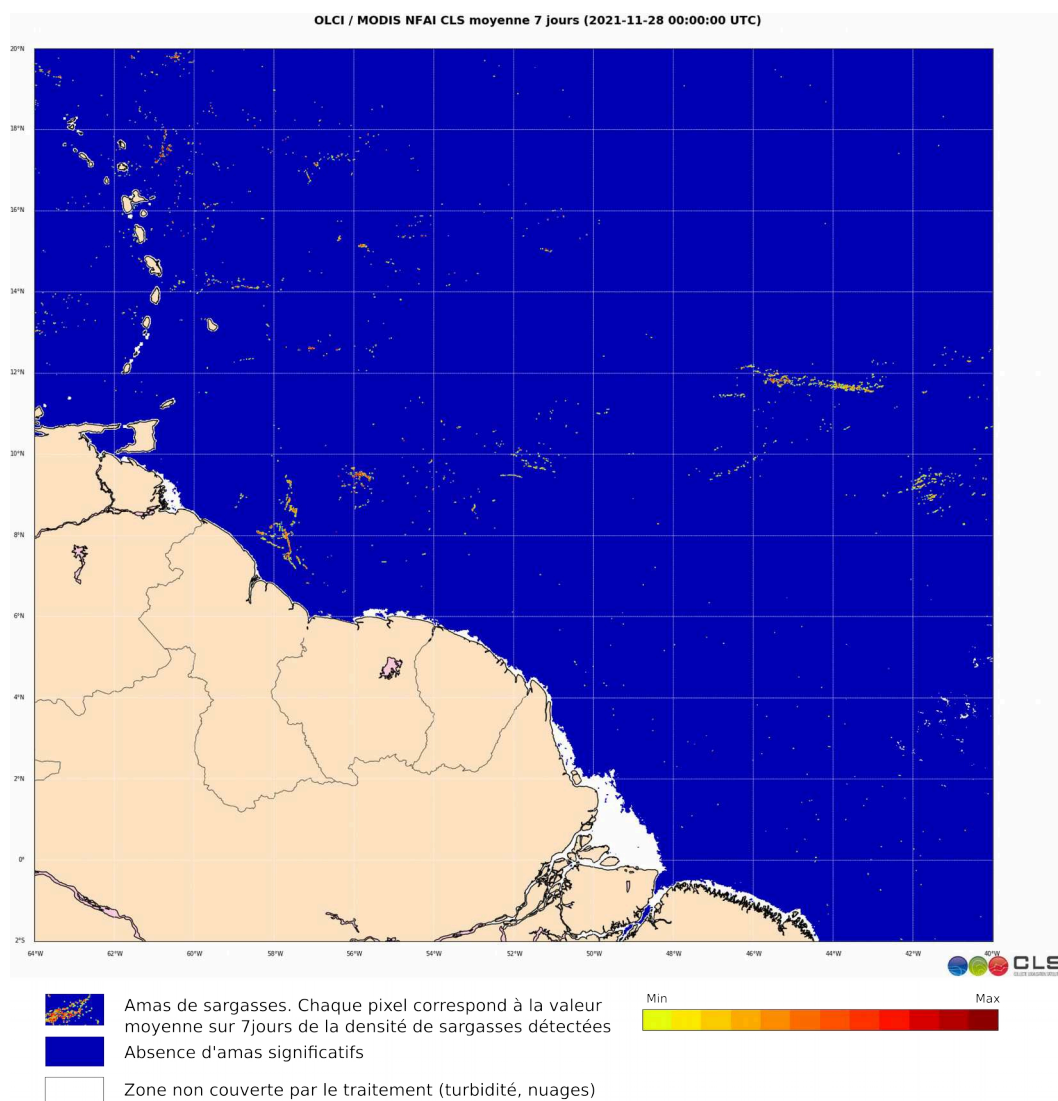 OLCI / MODIS NFAI CLS moyenne 7 jours (2021-11-28 00:00:00 UTC)
20°N
18°N
16°N
14°N
12°N
10°N
8°N
6°N
4°N
2°N
0°
2°S
64°W 62°W 60°W 58°W 56°W 54°W 52°W 50°W 48°W 46°W 44°W 42°W 40°W
CLS
Min Max
Amas de sargasses. Chaque pixel correspond à la valeur
moyenne sur 7jours de la densité de sargasses détectées
Absence d'amas significatifs
Zone non couverte par le traitement (turbidité, nuages)